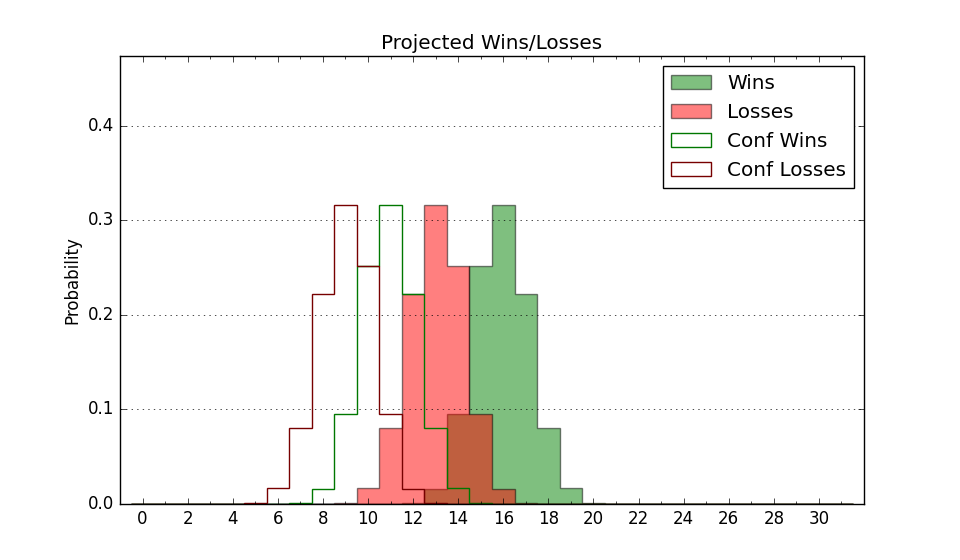 Projected Wins/Losses
Wins
Losses
Conf Wins
Conf Losses
Probability
0.4
0.3
0.2
0.1
0.0
0 2 4 6 8 10 12 14 16 18 20 22 24 26 28 30